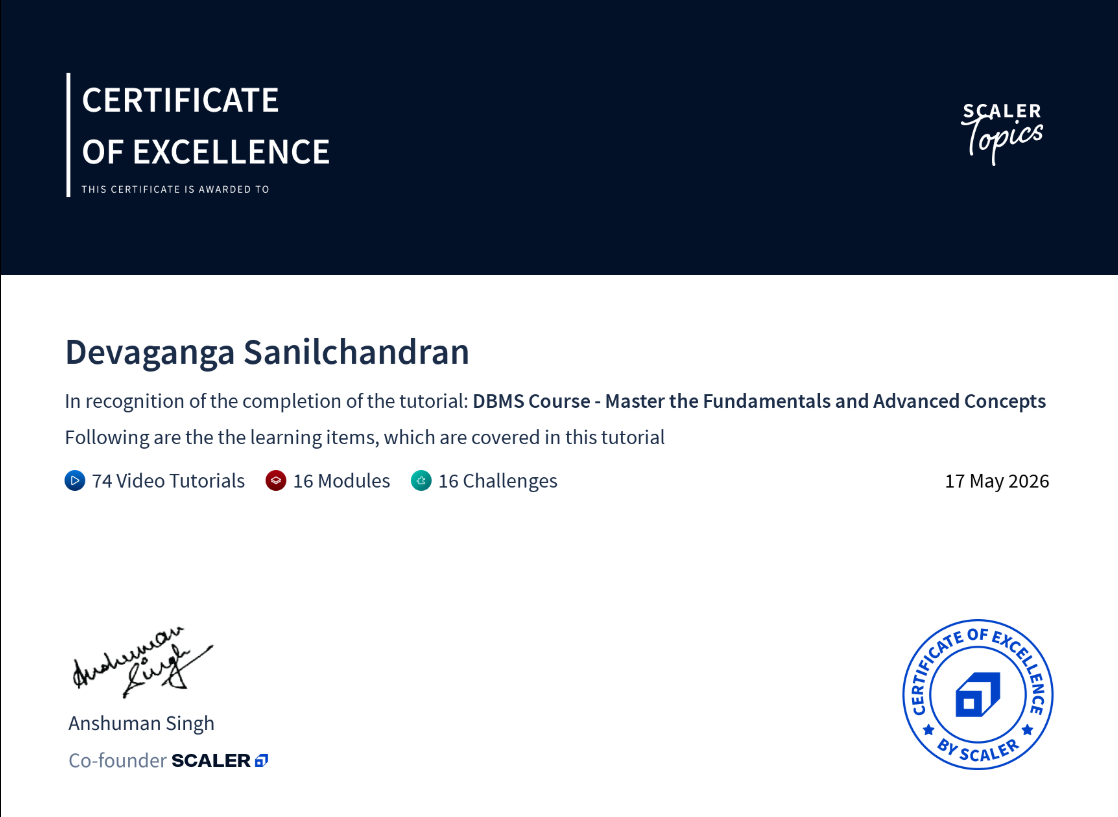 CERTIFICATE
OF EXCELLENCE
THIS CERTIFICATE IS AWARDED TO
SCALER
Topics
Devaganga Sanilchandran
In recognition of the completion of the tutorial: DBMS Course - Master the Fundamentals and Advanced Concepts
Following are the the learning items, which are covered in this tutorial
74 Video Tutorials 16 Modules 16 Challenges 17 May 2026
Anshuman
Singh
Anshuman Singh
Co-founder SCALER
CERTIFICATE OF EXCELLENCE
BY SCALER